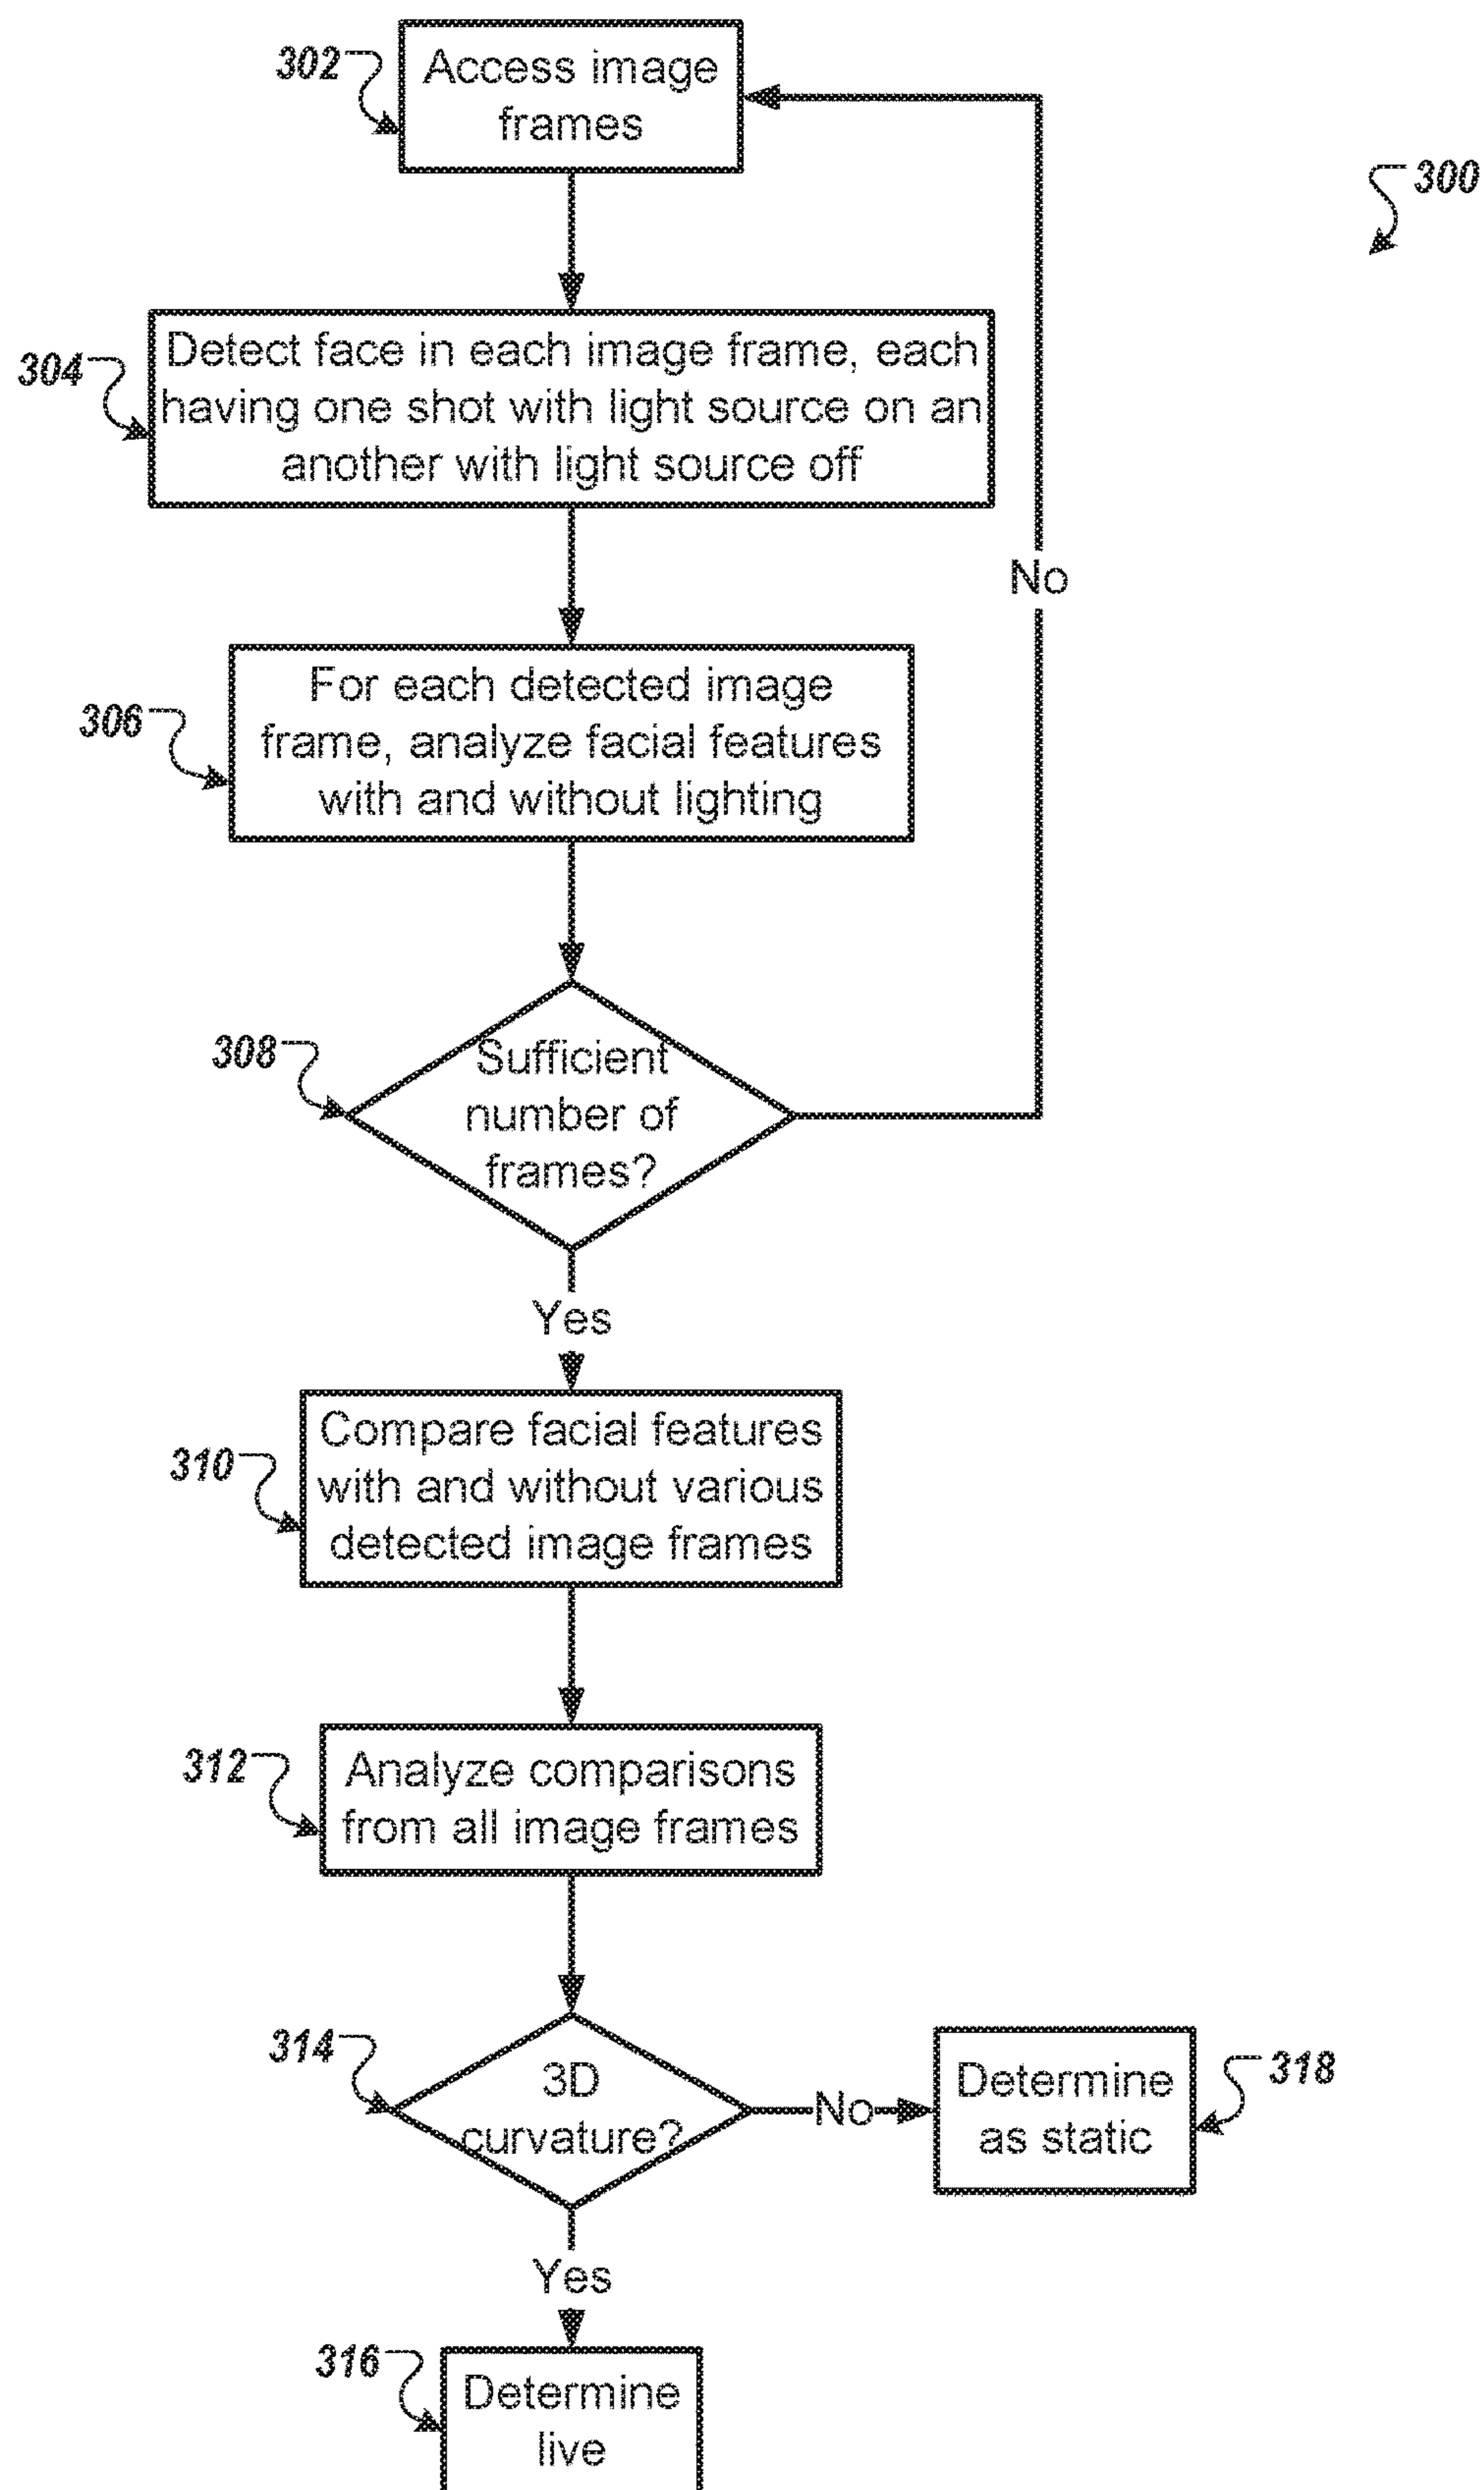 302
Access image
frames
300
304
Detect face in each image frame, each
having one shot with light source on an
another with light source off
No
306
For each detected image
frame, analyze facial features
with and without lighting
308
Sufficient
number of
frames?
Yes
310
Compare facial features
with and without various
detected image frames
312
Analyze comparisons
from all image frames
314
3D
curvature?
No
Determine
as static
318
Yes
316
Determine
live